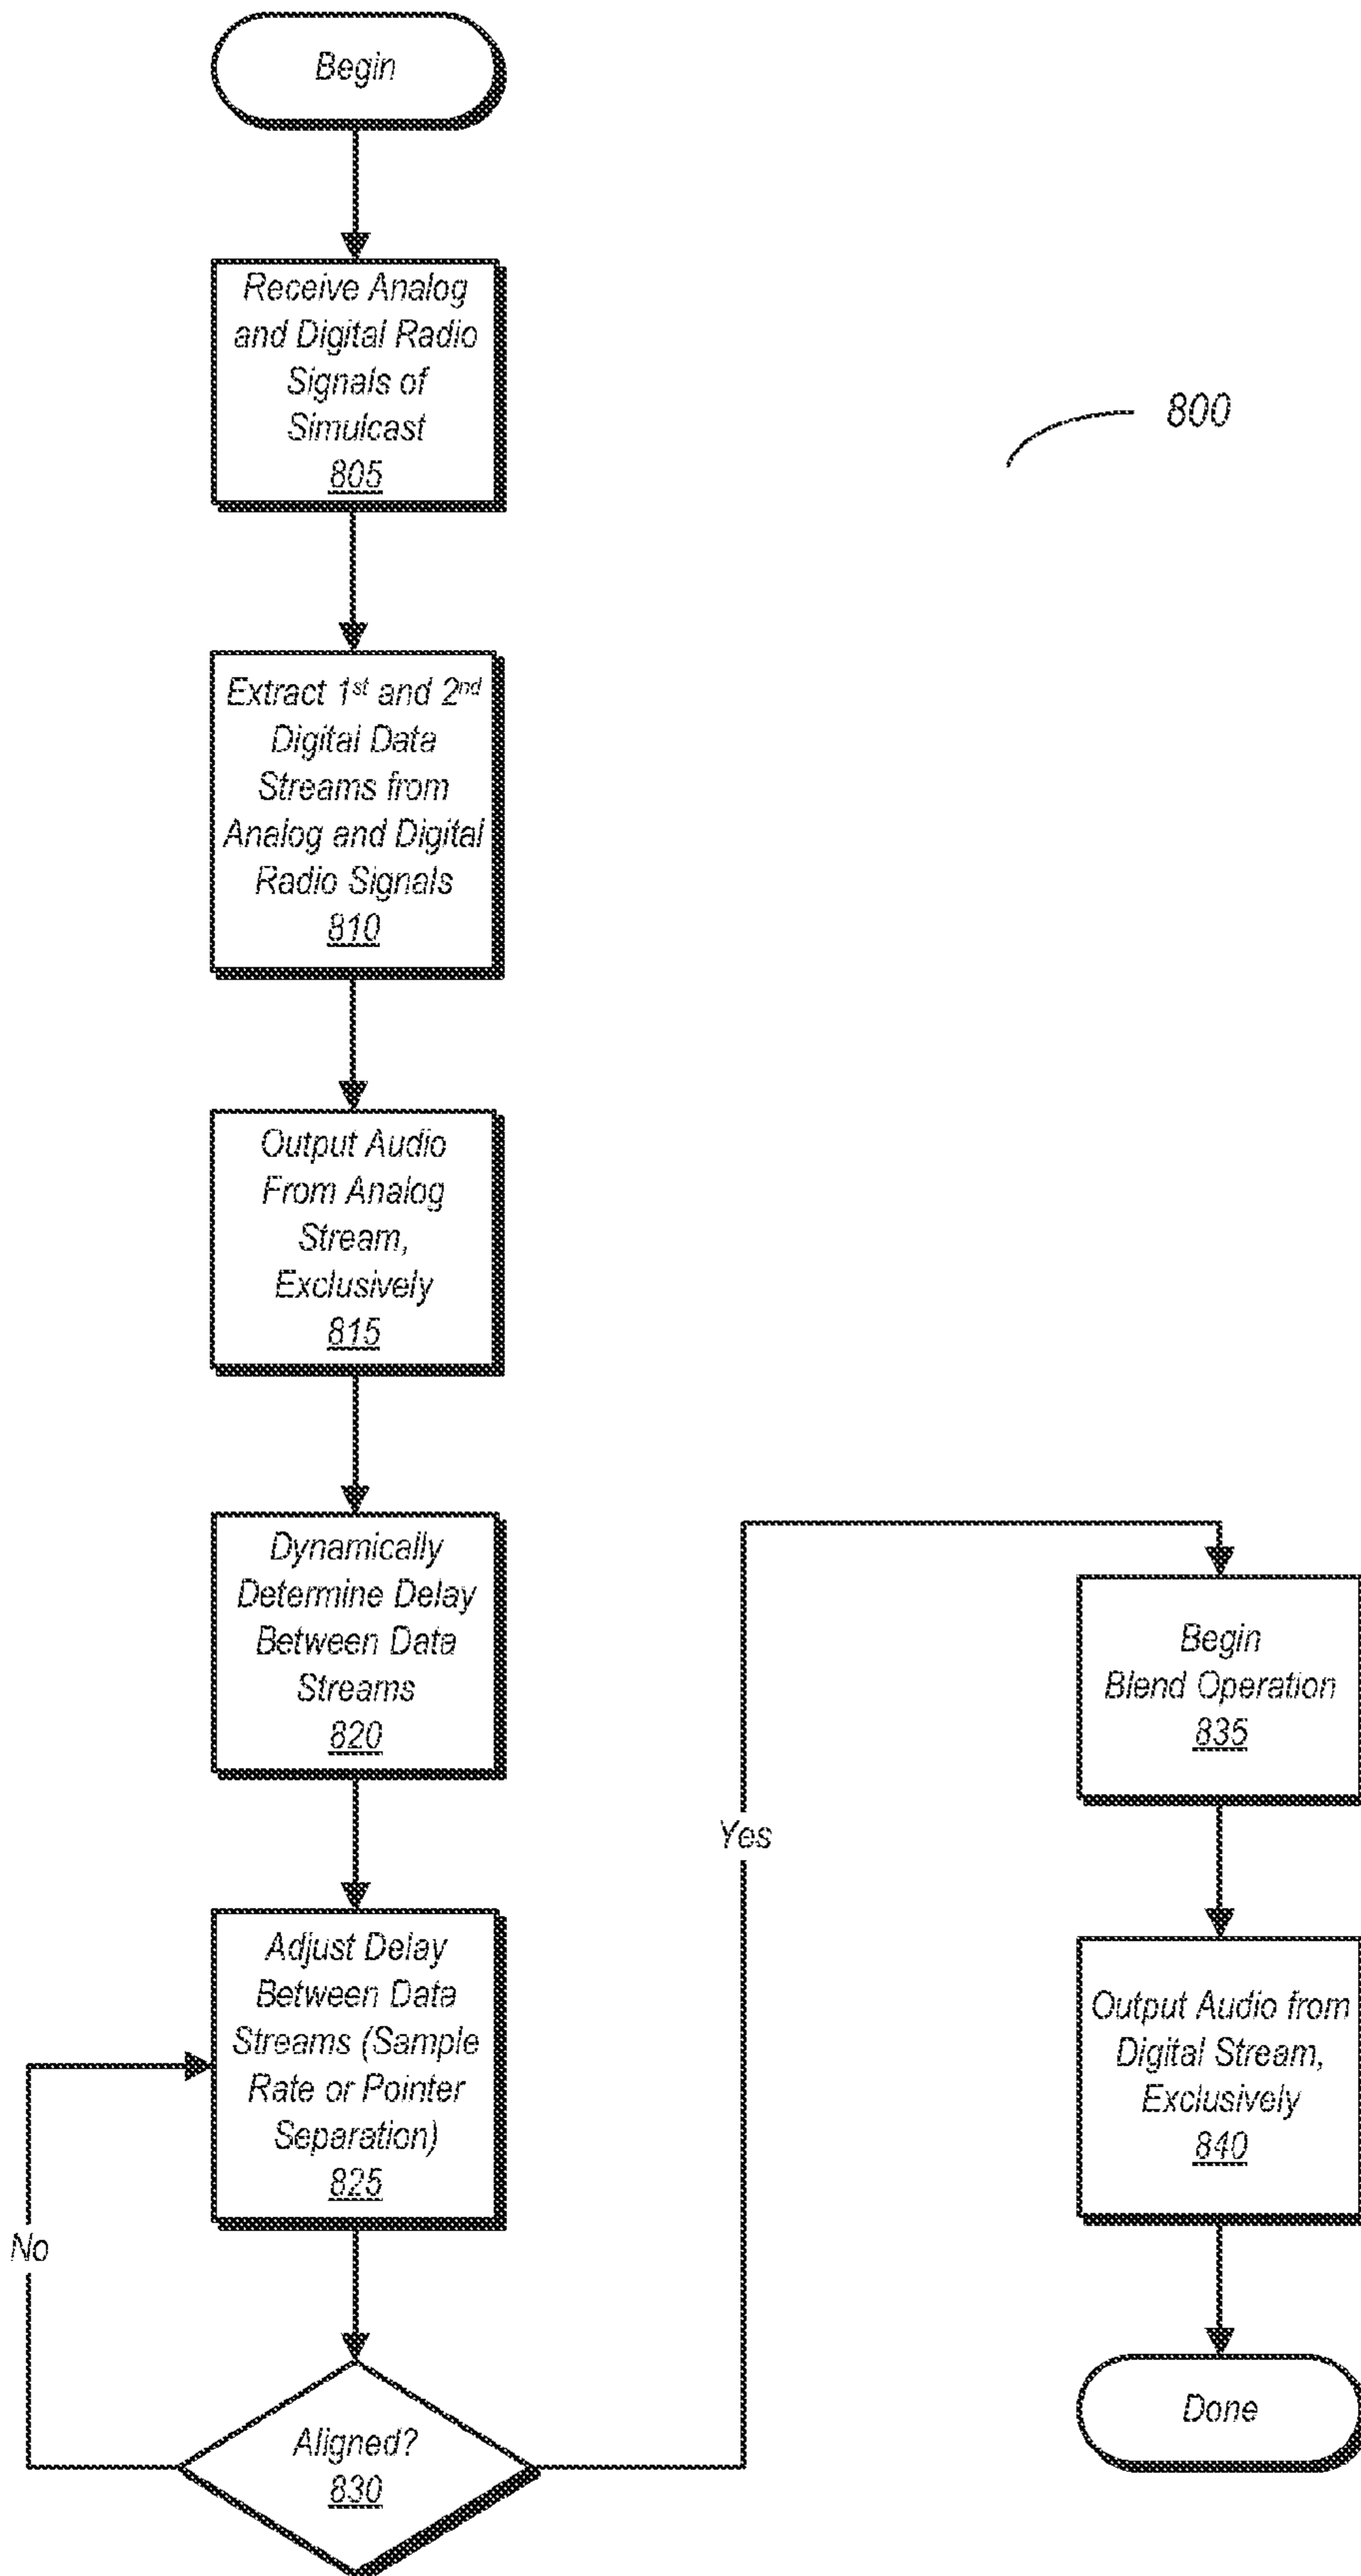 Begin
Receive Analog
and Digital Radio
Signals of
Simulcast
805
800
Extract 1st and 2nd
Digital Data
Streams from
Analog and Digital
Radio Signals
810
Output Audio
From Analog
Stream,
Exclusively
815
Dynamically
Determine Delay
Between Data
Streams
820
Adjust Delay
Between Data
Streams (Sample
Rate or Pointer
Separation)
825
No
Aligned?
830
Yes
Begin
Blend Operation
835
Output Audio from
Digital Stream,
Exclusively
840
Done